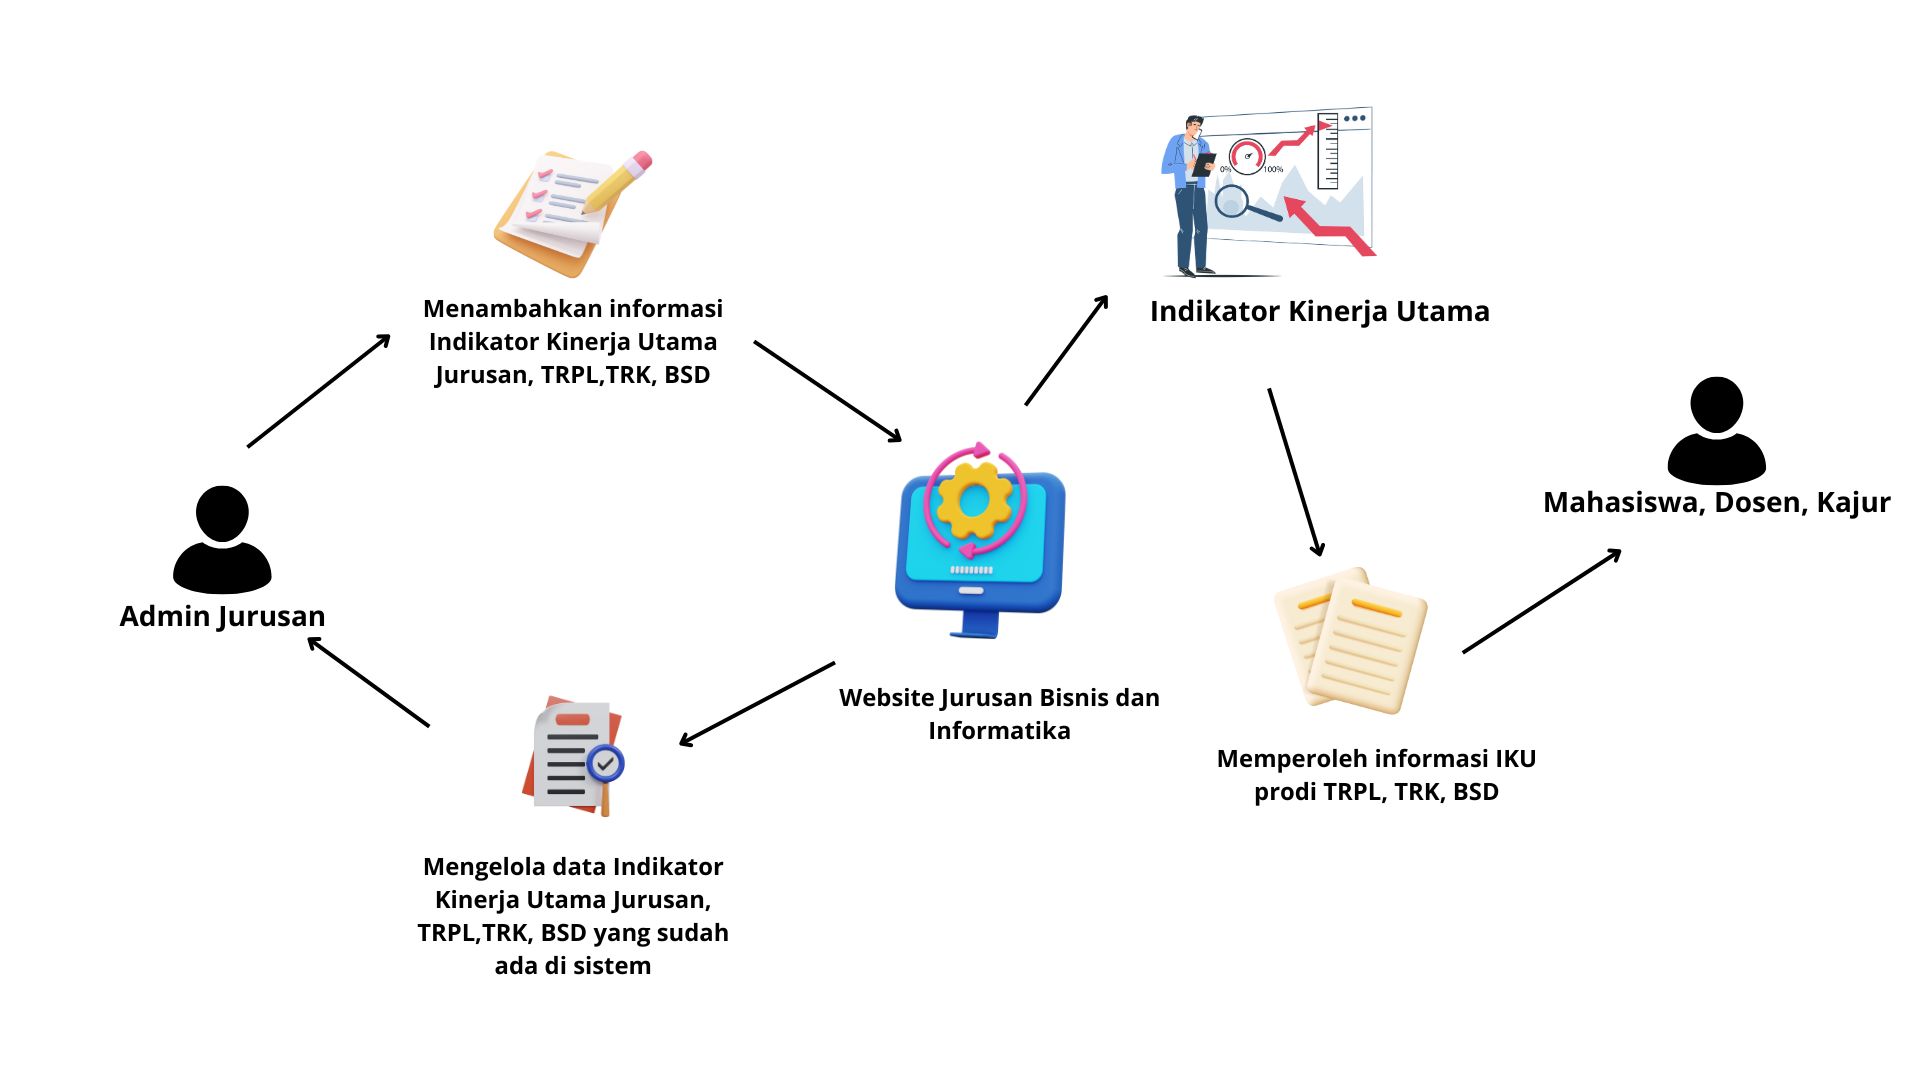 Menambahkan informasi
Indikator Kinerja Utama
Jurusan, TRPL,TRK, BSD
0%
100%
Indikator Kinerja Utama
Mahasiswa, Dosen, Kajur
Admin Jurusan
Website Jurusan Bisnis dan
Informatika
Memperoleh informasi IKU
prodi TRPL, TRK, BSD
Mengelola data Indikator
Kinerja Utama Jurusan,
TRPL,TRK, BSD yang sudah
ada di sistem